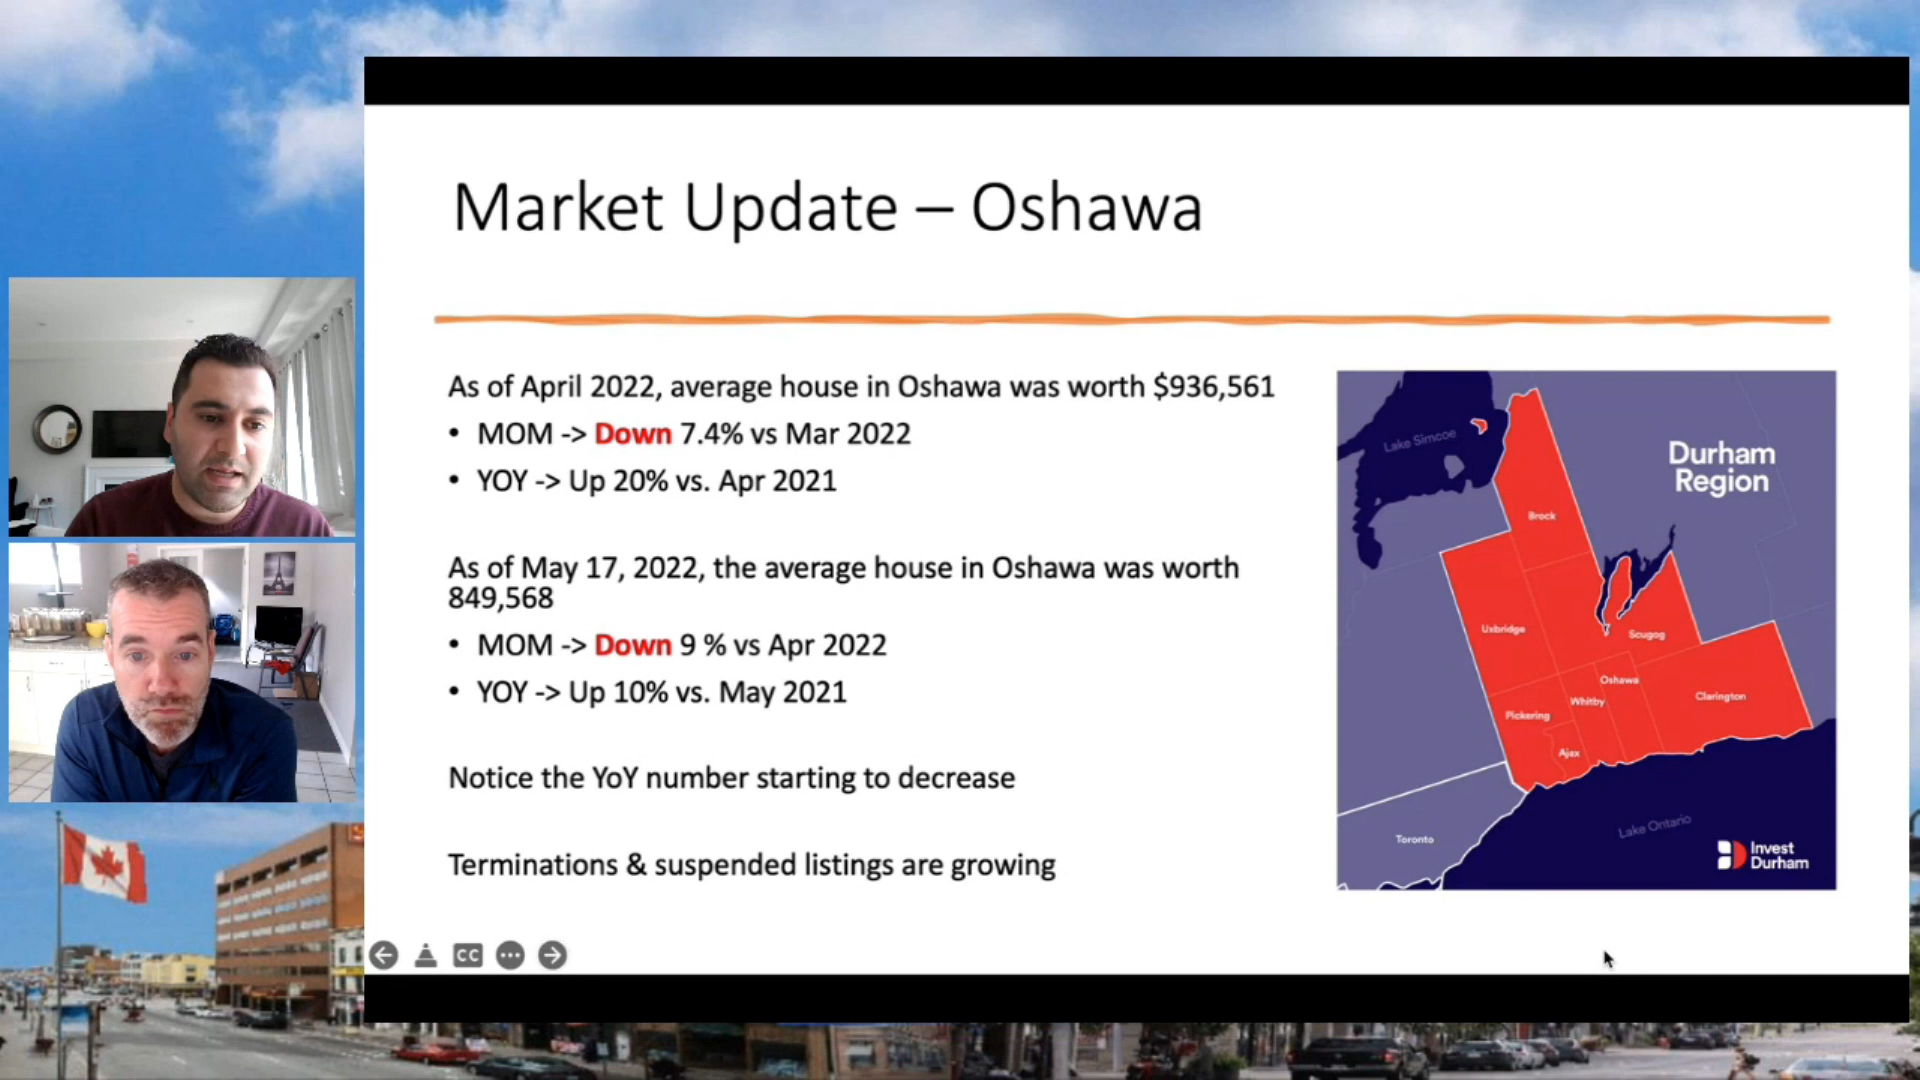 Market Update – Oshawa
As of April 2022, average house in Oshawa was worth $936,561
• MOM -> Down 7.4% vs Mar 2022
• YOY -> Up 20% vs. Apr 2021
As of May 17, 2022, the average house in Oshawa was worth
849,568
• MOM -> Down 9 % vs Apr 2022
• YOY -> Up 10% vs. May 2021
Notice the YoY number starting to decrease
Terminations & suspended listings are growing
Lake Simcoe
Durham
Region
Brock
Uxbridge
Scugog
Oshawa
Whitby
Clarington
Pickering
Ajax
Toronto
Lake Ontario
Invest
Durham
CC